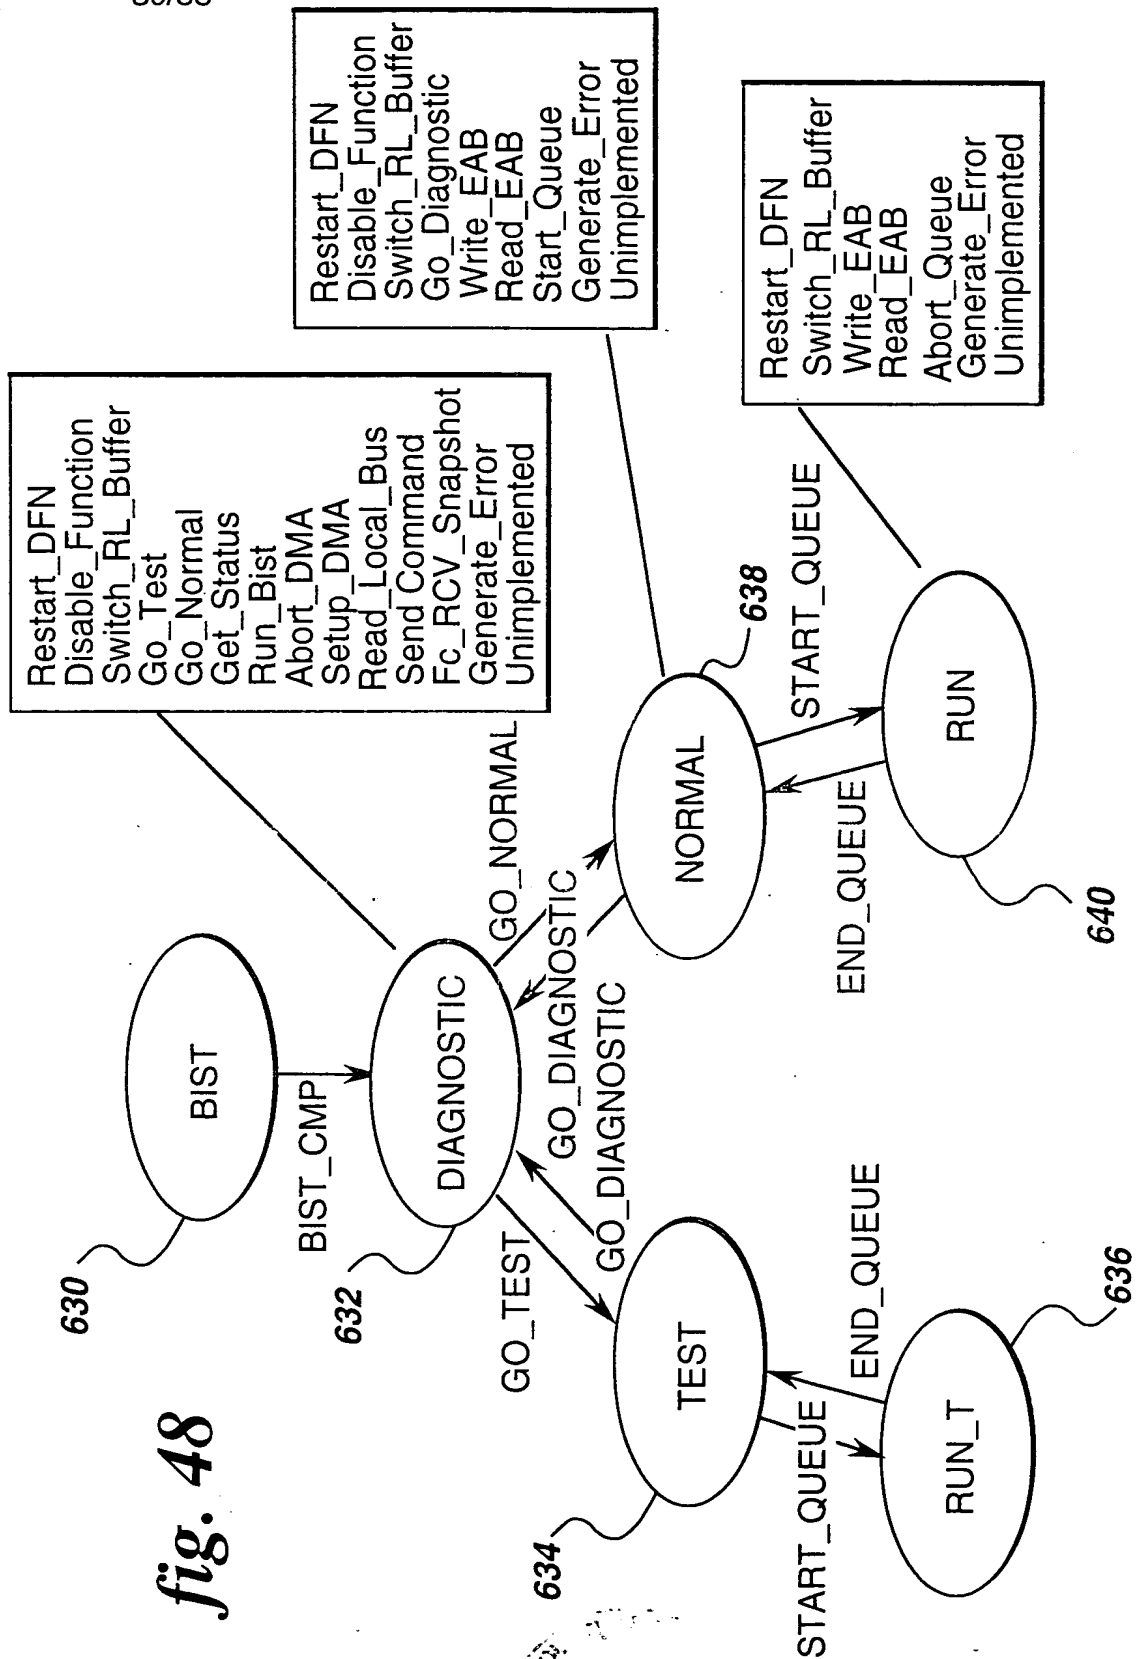 fig. 48
630
BIST
BIST_CMP
632
DIAGNOSTIC
Restart_DFN
Disable_Function
Switch_RL_Buffer
Go_Test
Go_Normal
Get_Status
Run_Bist
Abort_DMA
Setup_DMA
Read_Local_Bus
Send Command
Fc_RCV_Snapshot
Generate_Error
Unimplemented
GO_TEST
GO_DIAGNOSTIC
GO_DIAGNOSTIC
GO_NORMAL
634
TEST
NORMAL
638
Restart_DFN
Disable_Function
Switch_RL_Buffer
Go_Diagnostic
Write_EAB
Read_EAB
Start_Queue
Generate_Error
Unimplemented
START_QUEUE
END_QUEUE
END_QUEUE
START_QUEUE
RUN_T
636
RUN
640
Restart_DFN
Switch_RL_Buffer
Write_EAB
Read_EAB
Abort_Queue
Generate_Error
Unimplemented